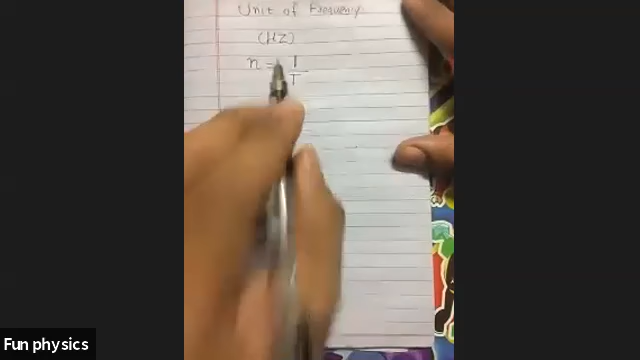 Unit of Frequency
(HZ)
n = 1
T
Fun physics